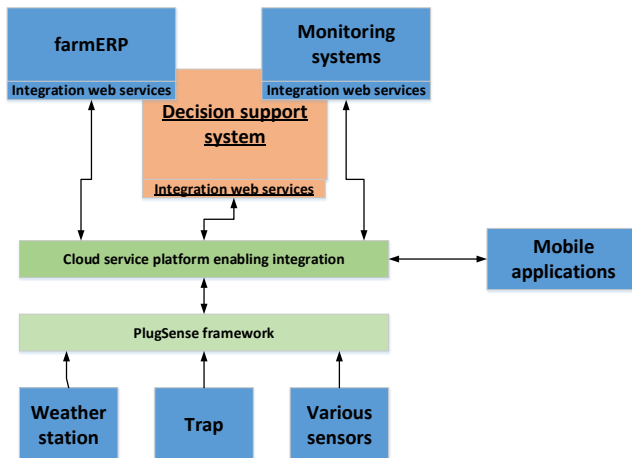 farmERP
Integration web services
Monitoring
systems
Integration web services
Decision support
system
Integration web services
Cloud service platform enabling integration
Mobile
applications
PlugSense framework
Weather
station
Trap
Various
sensors